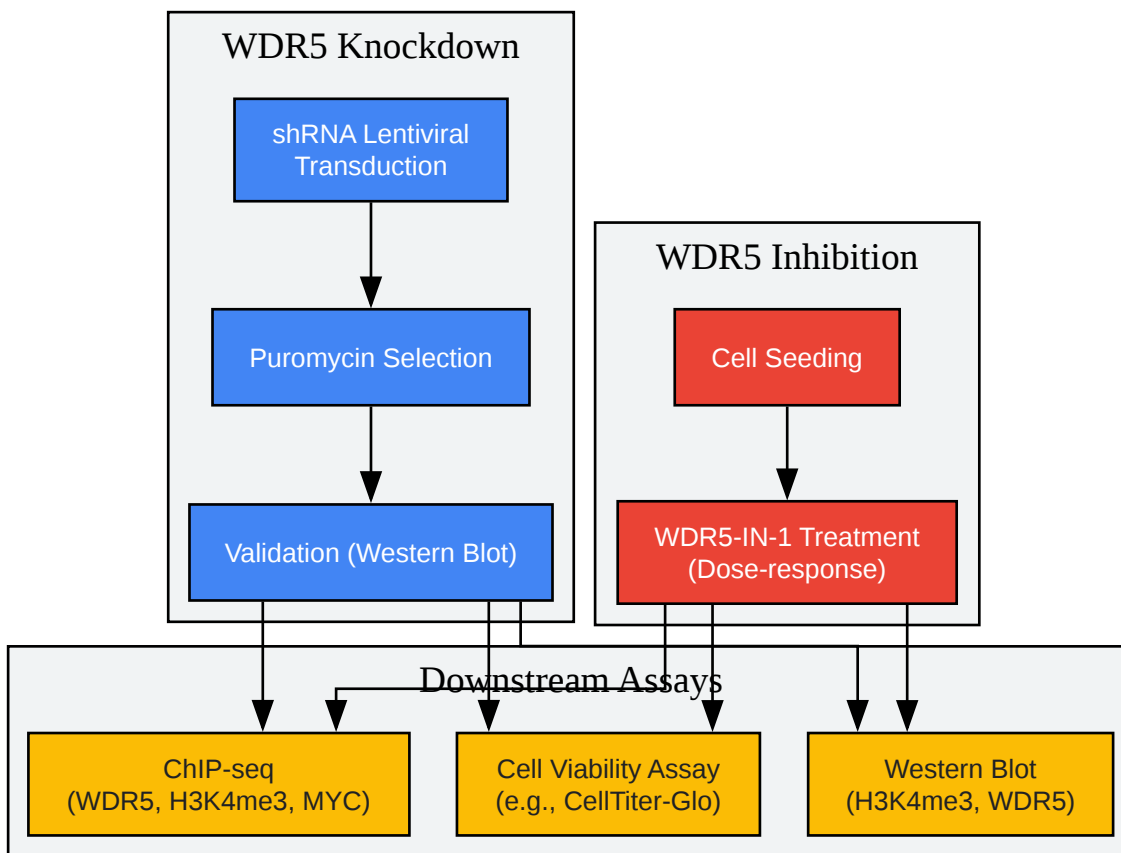 WDR5 Knockdown
shRNA Lentiviral
Transduction
Puromycin Selection
Validation (Western Blot)
WDR5 Inhibition
Cell Seeding
WDR5-IN-1 Treatment
(Dose-response)
Downstream Assays
ChIP-seq
(WDR5, H3K4me3, MYC)
Cell Viability Assay
(e.g., CellTiter-Glo)
Western Blot
(H3K4me3, WDR5)